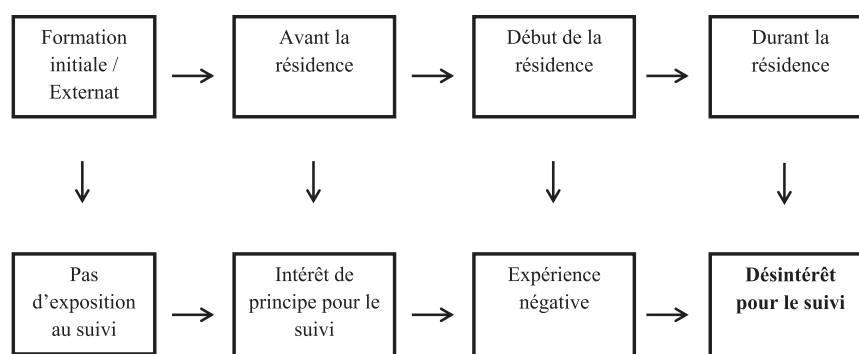 Formation
initiale /
Externat
Avant la
résidence
Début de la
résidence
Durant la
résidence
Pas
d’exposition
au suivi
Intérêt de
principe pour le
suivi
Expérience
négative
Désintérêt
pour le suivi